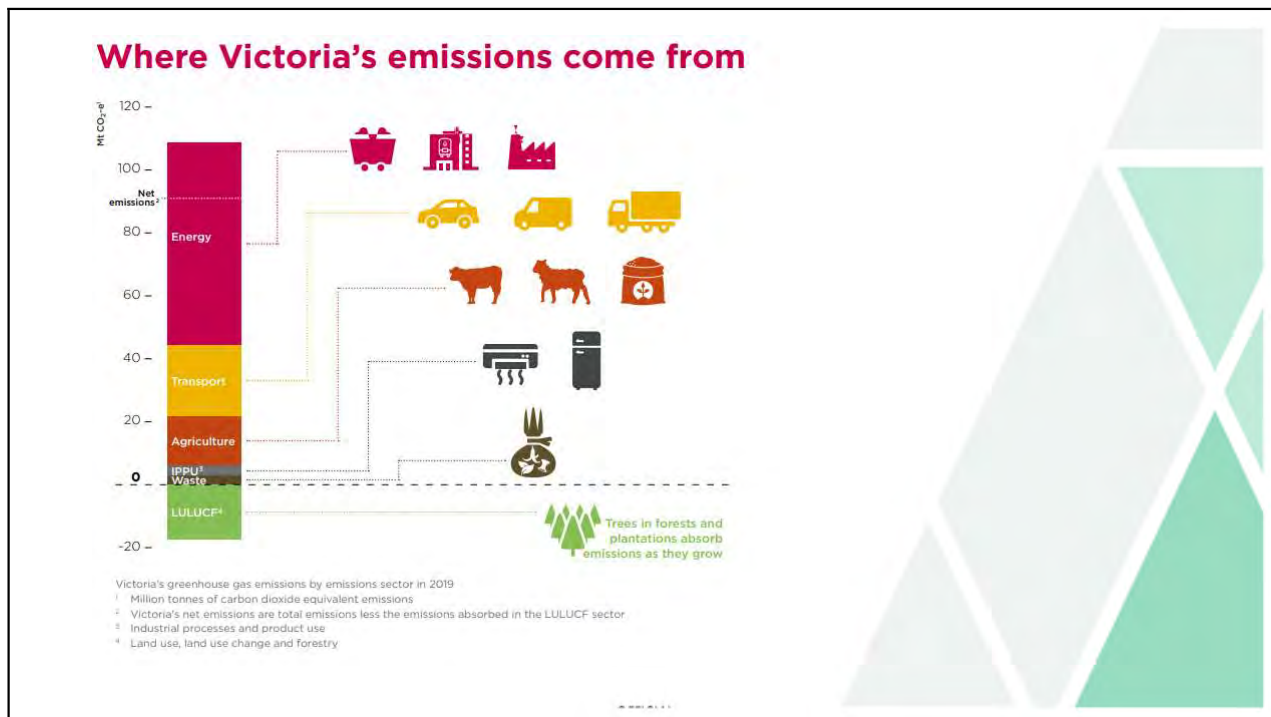 Where Victoria's emissions come from
Mt CO₂-e¹
120
100
Net
emissions²
80
60
40
20
0
-20
Energy
Transport
Agriculture
IPPU³
Waste
LULUCF⁴
Trees in forests and
plantations absorb
emissions as they grow
Victoria's greenhouse gas emissions by emissions sector in 2019
¹ Million tonnes of carbon dioxide equivalent emissions
² Victoria's net emissions are total emissions less the emissions absorbed in the LULUCF sector
³ Industrial processes and product use
⁴ Land use, land use change and forestry